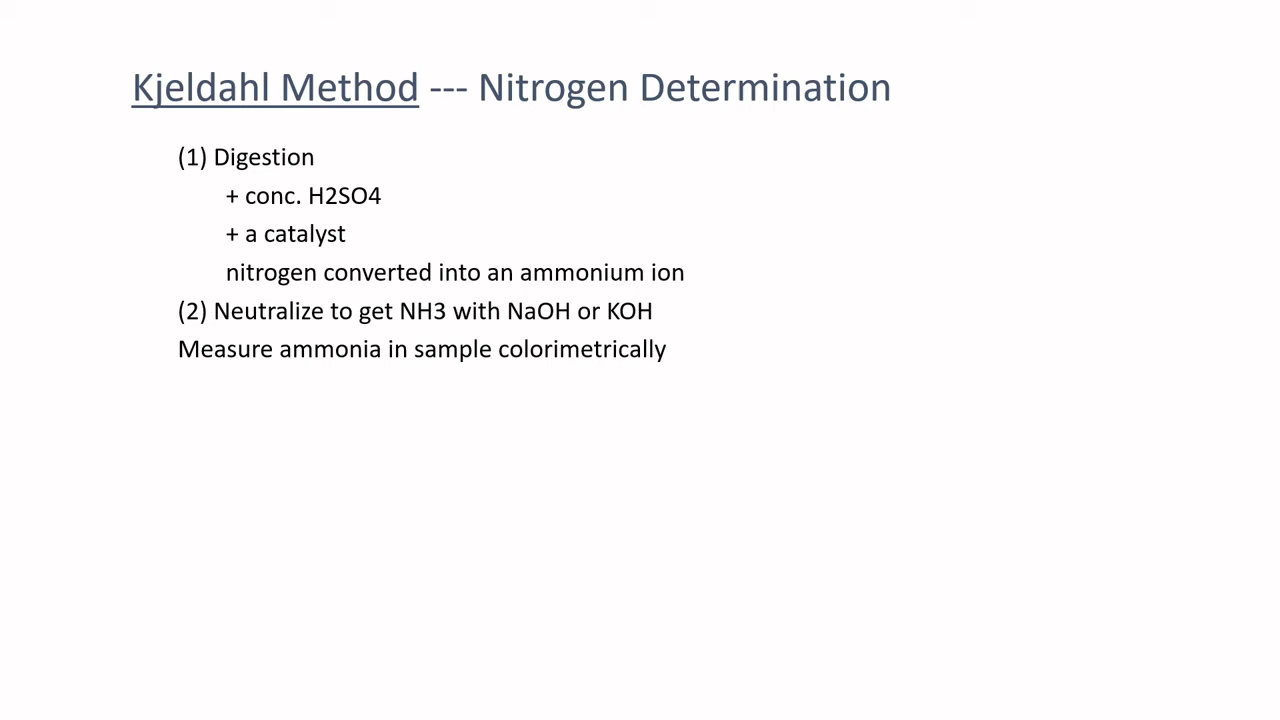 Kjeldahl Method --- Nitrogen Determination
(1) Digestion
+ conc. H2SO4
+ a catalyst
nitrogen converted into an ammonium ion
(2) Neutralize to get NH3 with NaOH or KOH
Measure ammonia in sample colorimetrically